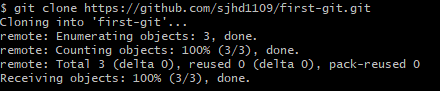 $ git clone https://github.com/sjhd1109/first-git.git
Cloning into 'first-git'...
remote: Enumerating objects: 3, done.
remote: Counting objects: 100% (3/3), done.
remote: Total 3 (delta 0), reused 0 (delta 0), pack-reused 0
Receiving objects: 100% (3/3), done.